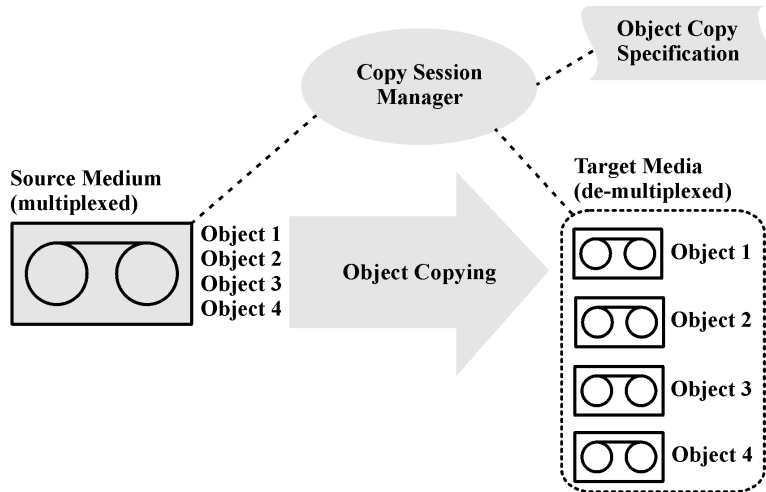 Object Copy
Specification
Copy Session
Manager
Source Medium
(multiplexed)
Object 1
Object 2
Object 3
Object 4
Object Copying
Target Media
(de-multiplexed)
Object 1
Object 2
Object 3
Object 4